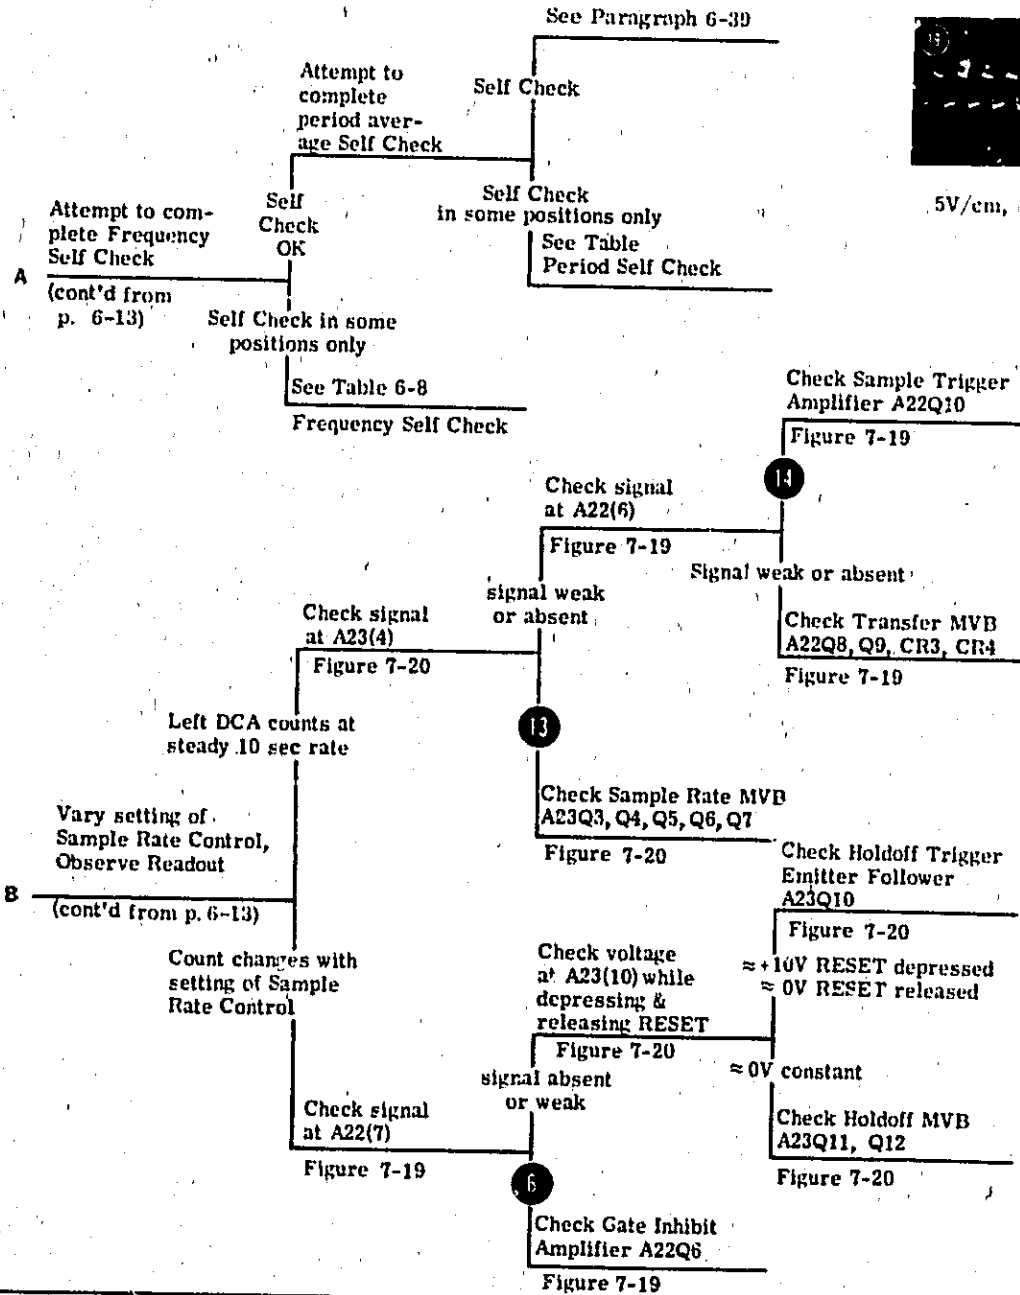 See Paragraph 6-39
Attempt to
complete
period aver-
age Self Check
Self Check
13
5V/cm,
Self
Check
OK
Self Check
in some positions only
See Table
Period Self Check
Attempt to com-
plete Frequency
Self Check
A
(cont'd from
p. 6-13)
Self Check in some
positions only
See Table 6-8
Frequency Self Check
Check Sample Trigger
Amplifier A22Q10
Figure 7-19
14
Check signal
at A22(6)
Figure 7-19
Signal weak or absent
signal weak
or absent
Check Transfer MVB
A22Q8, Q9, CR3, CR4
Figure 7-19
Check signal
at A23(4)
Figure 7-20
13
Left DCA counts at
steady .10 sec rate
Check Sample Rate MVB
A23Q3, Q4, Q5, Q6, Q7
Figure 7-20
Vary setting of
Sample Rate Control,
Observe Readout
B
(cont'd from p. 6-13)
Check Holdoff Trigger
Emitter Follower
A23Q10
Figure 7-20
Count changes with
setting of Sample
Rate Control
Check voltage
at A23(10) while
depressing &
releasing RESET
Figure 7-20
≈ +10V RESET depressed
≈ 0V RESET released
≈ 0V constant
signal absent
or weak
Check signal
at A22(7)
Figure 7-19
Check Holdoff MVB
A23Q11, Q12
Figure 7-20
6
Check Gate Inhibit
Amplifier A22Q6
Figure 7-19